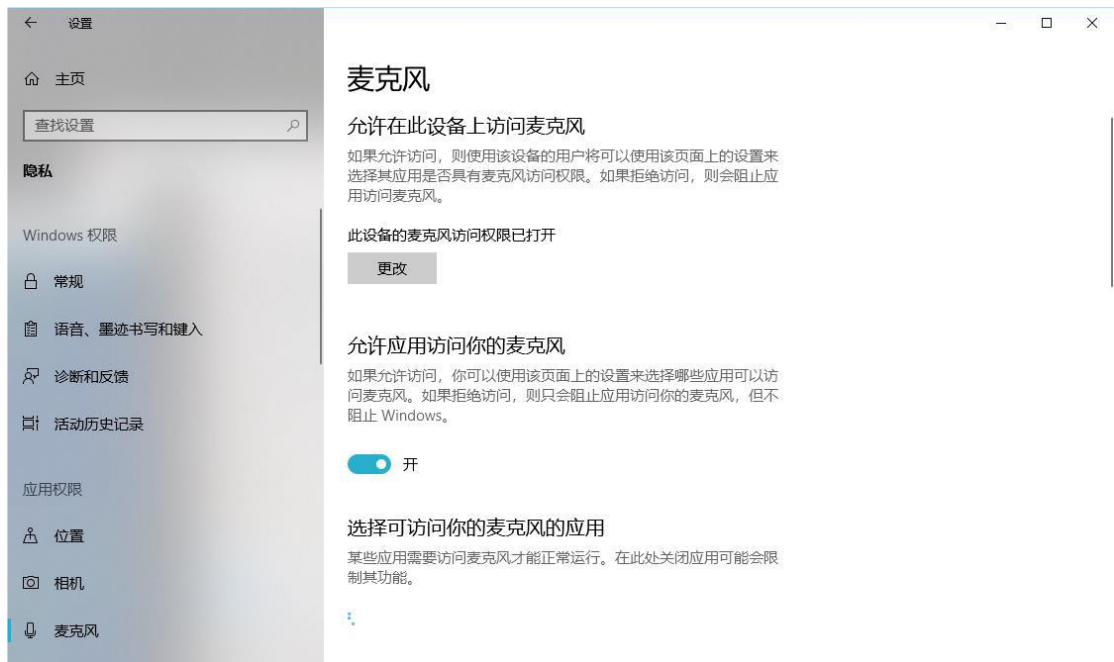 设置
主页
查找设置
隐私
Windows 权限
常规
语音、墨迹书写和键入
诊断和反馈
活动历史记录
应用权限
位置
相机
麦克风
麦克风
允许在此设备上访问麦克风
如果允许访问，则使用该设备的用户将可以使用该页面上的设置来
选择其应用是否具有麦克风访问权限。如果拒绝访问，则会阻止应
用访问麦克风。
此设备的麦克风访问权限已打开
更改
允许应用访问你的麦克风
如果允许访问，你可以使用该页面上的设置来选择哪些应用可以访
问麦克风。如果拒绝访问，则只会阻止应用访问你的麦克风，但不
阻止 Windows。
开
选择可访问你的麦克风的应用
某些应用需要访问麦克风才能正常运行。在此处关闭应用可能会限
制其功能。